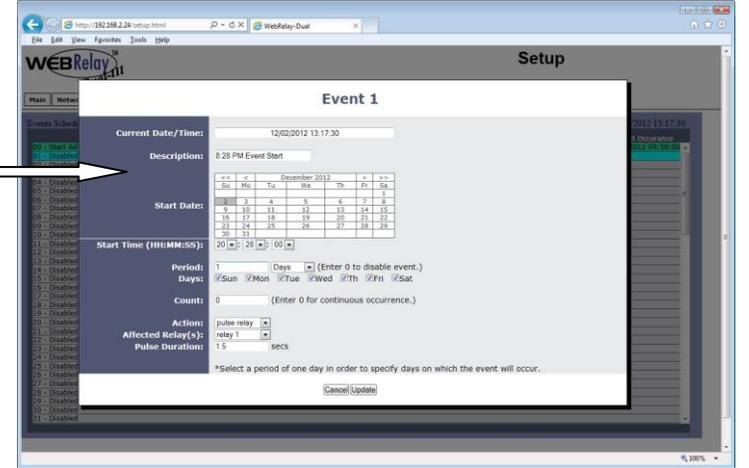 http://192.168.2.24/setup.html
WebRelay-Dual
File Edit View Favorites Tools Help
WEBRelay™
Setup
Main
Event 1
2012 13:17:30
Current Date/Time: 12/02/2012 13:17:30
Description: 8:28 PM Event Start
<< < December 2012 > >>
Su Mo Tu We Th Fr Sa
1
2 3 4 5 6 7 8
Start Date:
9 10 11 12 13 14 15
16 17 18 19 20 21 22
23 24 25 26 27 28 29
30 31
Start Time (HH:MM:SS): 20 : 28 : 00
Period: 1 Days (Enter 0 to disable event.)
Days: Sun Mon Tue Wed Th Fri Sat
Count: 0 (Enter 0 for continuous occurrence.)
Action: pulse relay
Affected Relay(s): relay 1
Pulse Duration: 1.5 secs
*Select a period of one day in order to specify days on which the event will occur.
Cancel Update
00 - Start Ad
01 - Disabled
04 - Disabled
05 - Disabled
06 - Disabled
07 - Disabled
08 - Disabled
09 - Disabled
10 - Disabled
11 - Disabled
12 - Disabled
13 - Disabled
14 - Disabled
15 - Disabled
16 - Disabled
17 - Disabled
18 - Disabled
19 - Disabled
20 - Disabled
21 - Disabled
22 - Disabled
23 - Disabled
24 - Disabled
25 - Disabled
26 - Disabled
27 - Disabled
28 - Disabled
29 - Disabled
30 - Disabled
31 - Disabled
100%